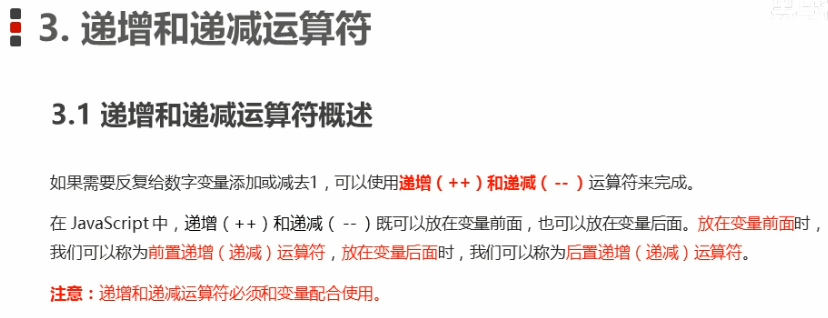 3. 递增和递减运算符
3.1 递增和递减运算符概述
如果需要反复给数字变量添加或减去1，可以使用递增（++）和递减（ -- ）运算符来完成。
在 JavaScript 中，递增（++）和递减（ -- ）既可以放在变量前面，也可以放在变量后面。放在变量前面时，
我们可以称为前置递增（递减）运算符，放在变量后面时，我们可以称为后置递增（递减）运算符。
注意：递增和递减运算符必须和变量配合使用。